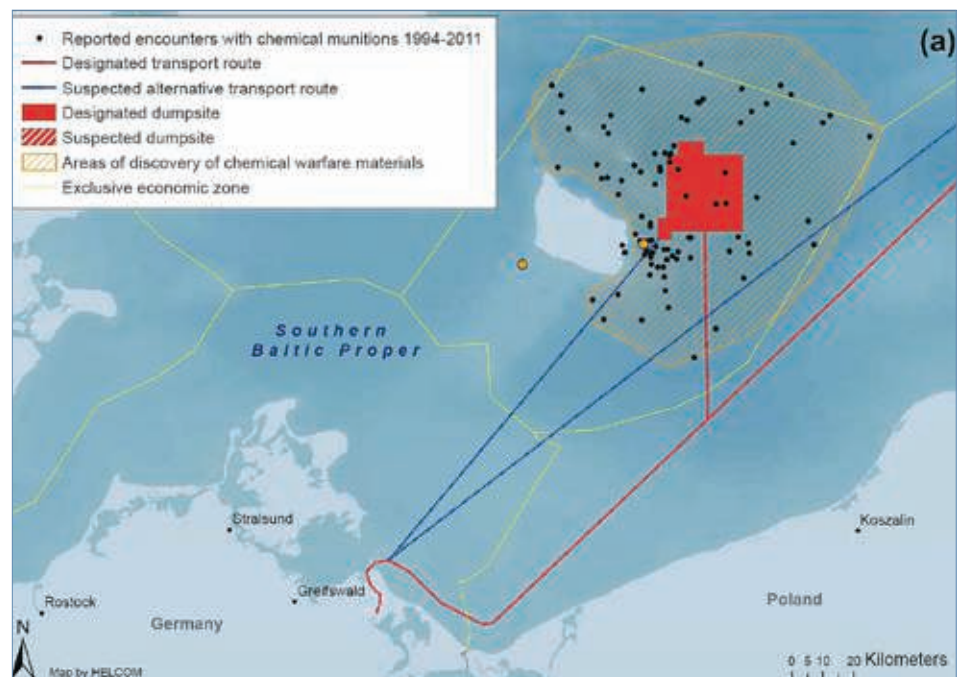 Reported encounters with chemical munitions 1994-2011
Designated transport route
Suspected alternative transport route
Designated dumpsite
Suspected dumpsite
Areas of discovery of chemical warfare materials
Exclusive economic zone
(a)
Southern
Baltic Proper
Stralsund
Koszalin
Greifswald
Rostock
Poland
Germany
N
Map by HELCOM
0 5 10 20 Kilometers